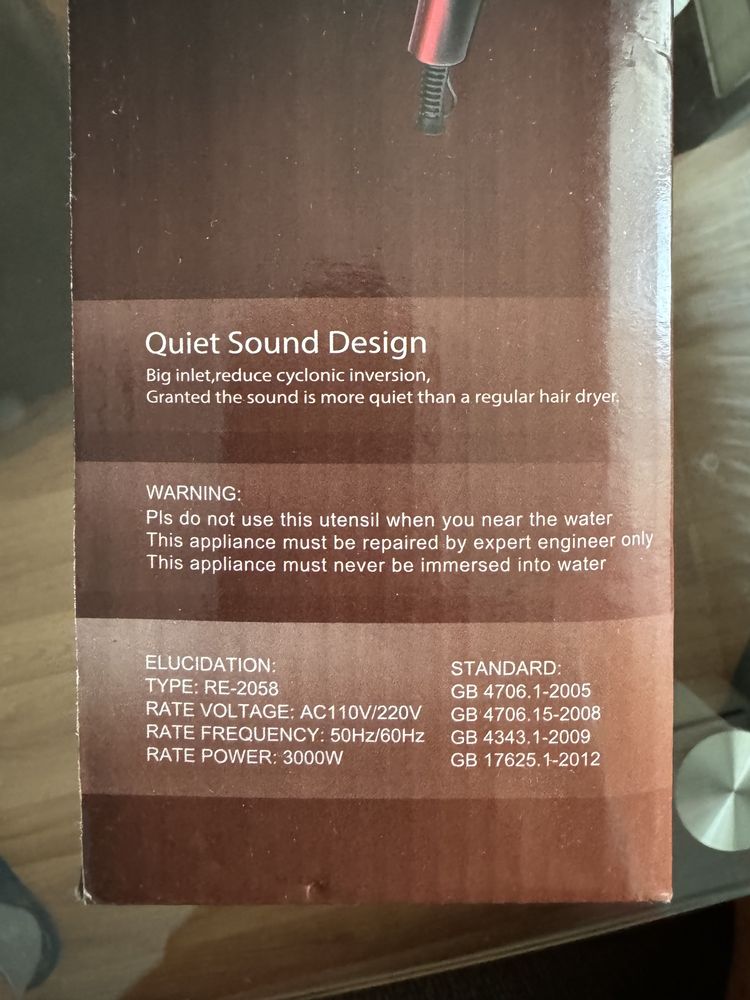 Quiet Sound Design
Big inlet,reduce cyclonic inversion,
Granted the sound is more quiet than a regular hair dryer.
WARNING:
Pls do not use this utensil when you near the water
This appliance must be repaired by expert engineer only
This appliance must never be immersed into water
ELUCIDATION:
TYPE: RE-2058
RATE VOLTAGE: AC110V/220V
RATE FREQUENCY: 50Hz/60Hz
RATE POWER: 3000W
STANDARD:
GB 4706.1-2005
GB 4706.15-2008
GB 4343.1-2009
GB 17625.1-2012